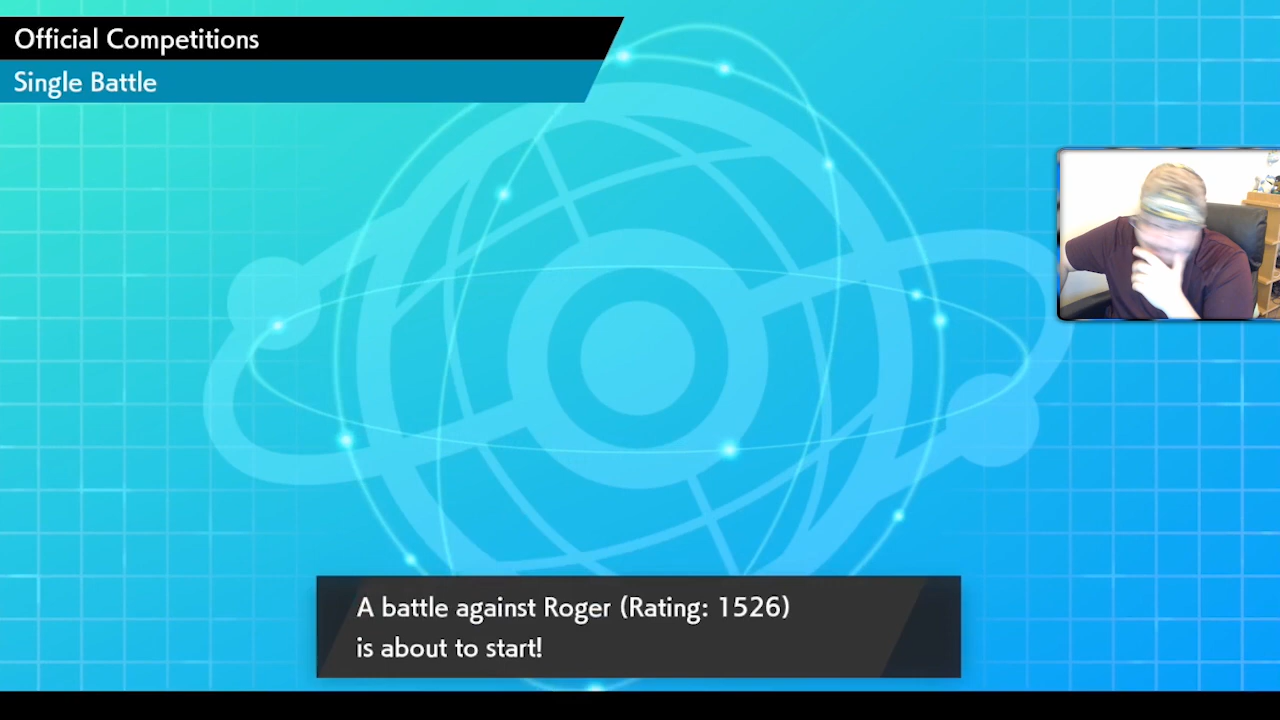 Official Competitions
Single Battle
A battle against Roger (Rating: 1526)
is about to start!